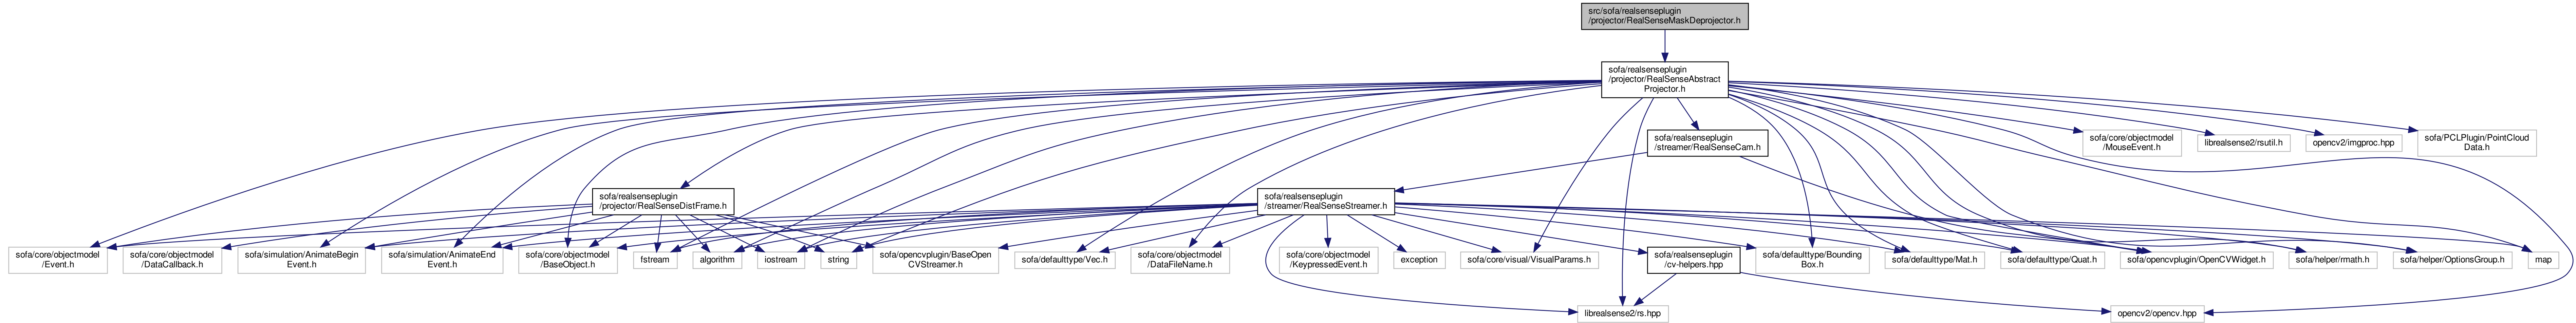 src/sofa/realsenseplugin
/projector/RealSenseMaskDeprojector.h
sofa/realsenseplugin
/projector/RealSenseAbstract
Projector.h
sofa/realsenseplugin
/streamer/RealSenseCam.h
sofa/core/objectmodel
/MouseEvent.h
librealsense2/rsutil.h
opencv2/imgproc.hpp
sofa/PCLPlugin/PointCloud
Data.h
sofa/realsenseplugin
/projector/RealSenseDistFrame.h
sofa/realsenseplugin
/streamer/RealSenseStreamer.h
sofa/core/objectmodel
/Event.h
sofa/core/objectmodel
/DataCallback.h
sofa/simulation/AnimateBegin
Event.h
sofa/simulation/AnimateEnd
Event.h
sofa/core/objectmodel
/BaseObject.h
fstream
algorithm
iostream
string
sofa/opencvplugin/BaseOpen
CVStreamer.h
sofa/defaulttype/Vec.h
sofa/core/objectmodel
/DataFileName.h
sofa/core/objectmodel
/KeypressedEvent.h
exception
sofa/core/visual/VisualParams.h
sofa/realsenseplugin
/cv-helpers.hpp
sofa/defaulttype/Bounding
Box.h
sofa/defaulttype/Mat.h
sofa/defaulttype/Quat.h
sofa/opencvplugin/OpenCVWidget.h
sofa/helper/rmath.h
sofa/helper/OptionsGroup.h
map
librealsense2/rs.hpp
opencv2/opencv.hpp